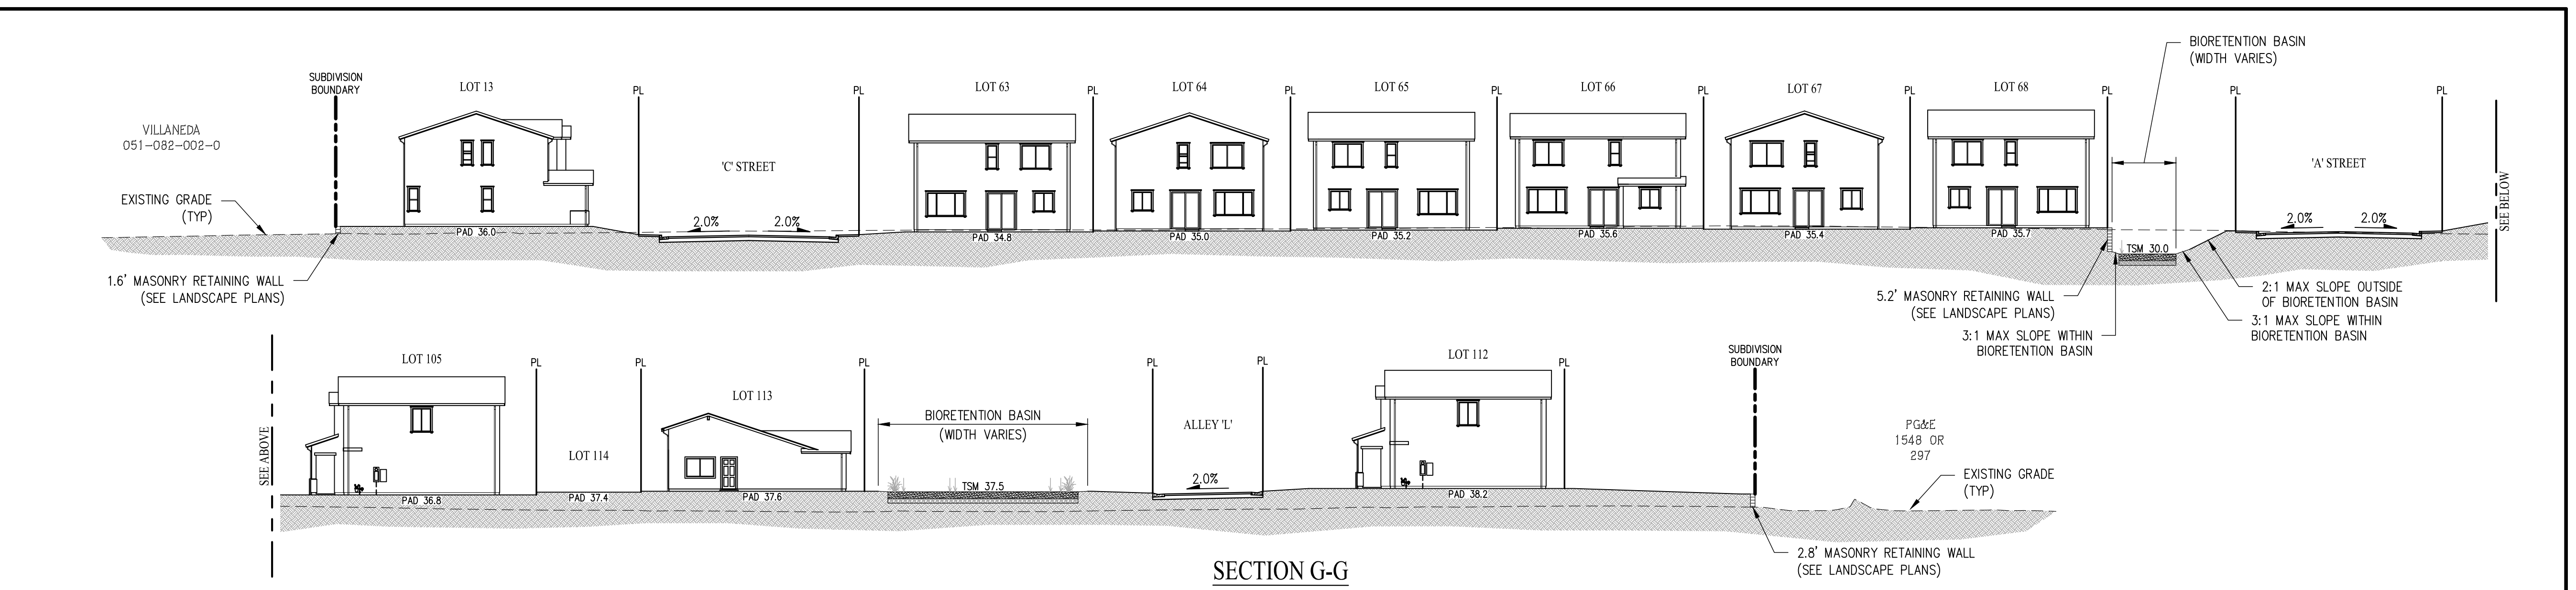 SUBDIVISION
BOUNDARY
LOT 13
PL
PL
LOT 63
PL
LOT 64
PL
LOT 65
PL
LOT 66
PL
LOT 67
PL
LOT 68
PL
BIORETENTION BASIN
(WIDTH VARIES)
PL
PL
VILLANEDA
051-082-002-0
'C' STREET
'A' STREET
EXISTING GRADE
(TYP)
2.0%
2.0%
2.0%
2.0%
SEE BELOW
PAD 36.0
PAD 34.8
PAD 35.0
PAD 35.2
PAD 35.6
PAD 35.4
PAD 35.7
TSM 30.0
1.6' MASONRY RETAINING WALL
(SEE LANDSCAPE PLANS)
5.2' MASONRY RETAINING WALL
(SEE LANDSCAPE PLANS)
3:1 MAX SLOPE WITHIN
BIORETENTION BASIN
2:1 MAX SLOPE OUTSIDE
OF BIORETENTION BASIN
3:1 MAX SLOPE WITHIN
BIORETENTION BASIN
SEE ABOVE
LOT 105
PL
LOT 114
PL
LOT 113
PL
BIORETENTION BASIN
(WIDTH VARIES)
PL
ALLEY 'L'
PL
LOT 112
PL
SUBDIVISION
BOUNDARY
PG&E
1548 OR
297
EXISTING GRADE
(TYP)
2.0%
PAD 36.8
PAD 37.4
PAD 37.6
TSM 37.5
PAD 38.2
2.8' MASONRY RETAINING WALL
(SEE LANDSCAPE PLANS)
SECTION G-G